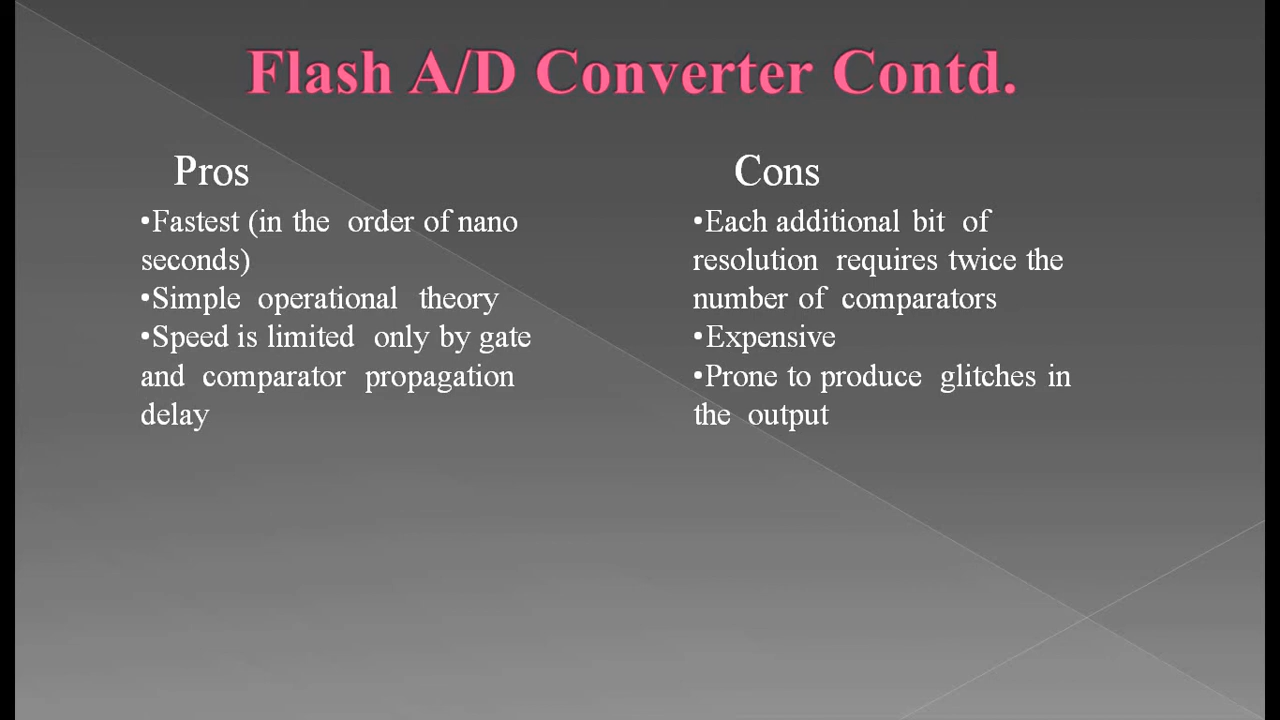 Flash A/D Converter Contd.
Pros
•Fastest (in the order of nano
seconds)
•Simple operational theory
•Speed is limited only by gate
and comparator propagation
delay
Cons
•Each additional bit of
resolution requires twice the
number of comparators
•Expensive
•Prone to produce glitches in
the output